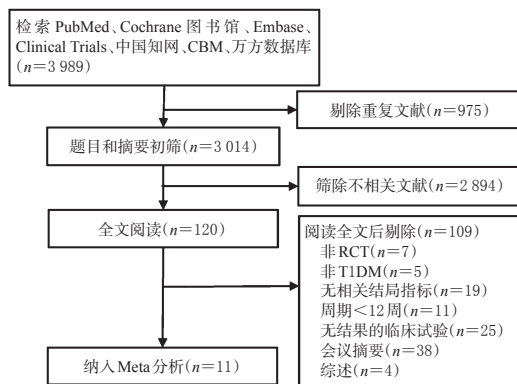 检索 PubMed、Cochrane 图书馆、Embase、
Clinical Trials、中国知网、CBM、万方数据库
(n=3 989)
剔除重复文献(n=975)
题目和摘要初筛(n=3 014)
筛除不相关文献(n=2 894)
全文阅读(n=120)
阅读全文后剔除(n=109)
非RCT(n=7)
非T1DM(n=5)
无相关结局指标(n=19)
周期<12周(n=11)
无结果的临床试验(n=25)
会议摘要(n=38)
综述(n=4)
纳入Meta分析(n=11)